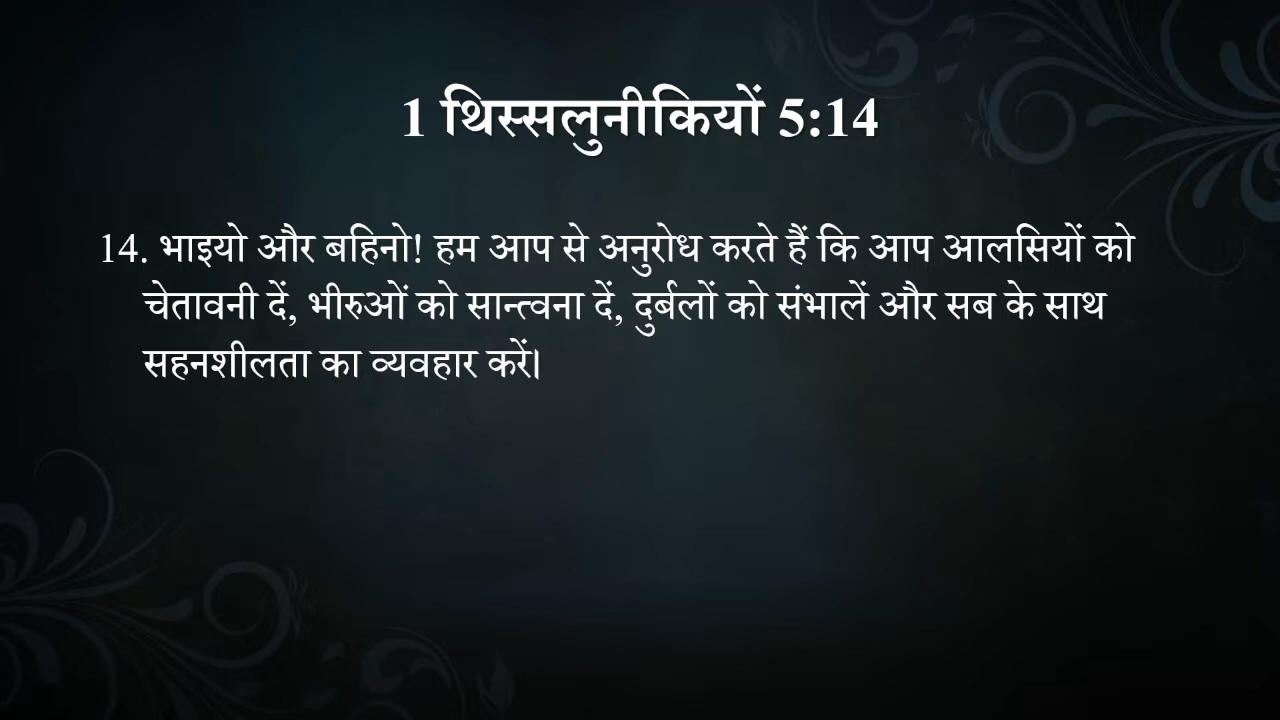 1 थिस्सलुनीकियों 5:14
14. भाइयो और बहिनो! हम आप से अनुरोध करते हैं कि आप आलसियों को
चेतावनी दें, भीरुओं को सान्त्वना दें, दुर्बलों को संभालें और सब के साथ
सहनशीलता का व्यवहार करें।